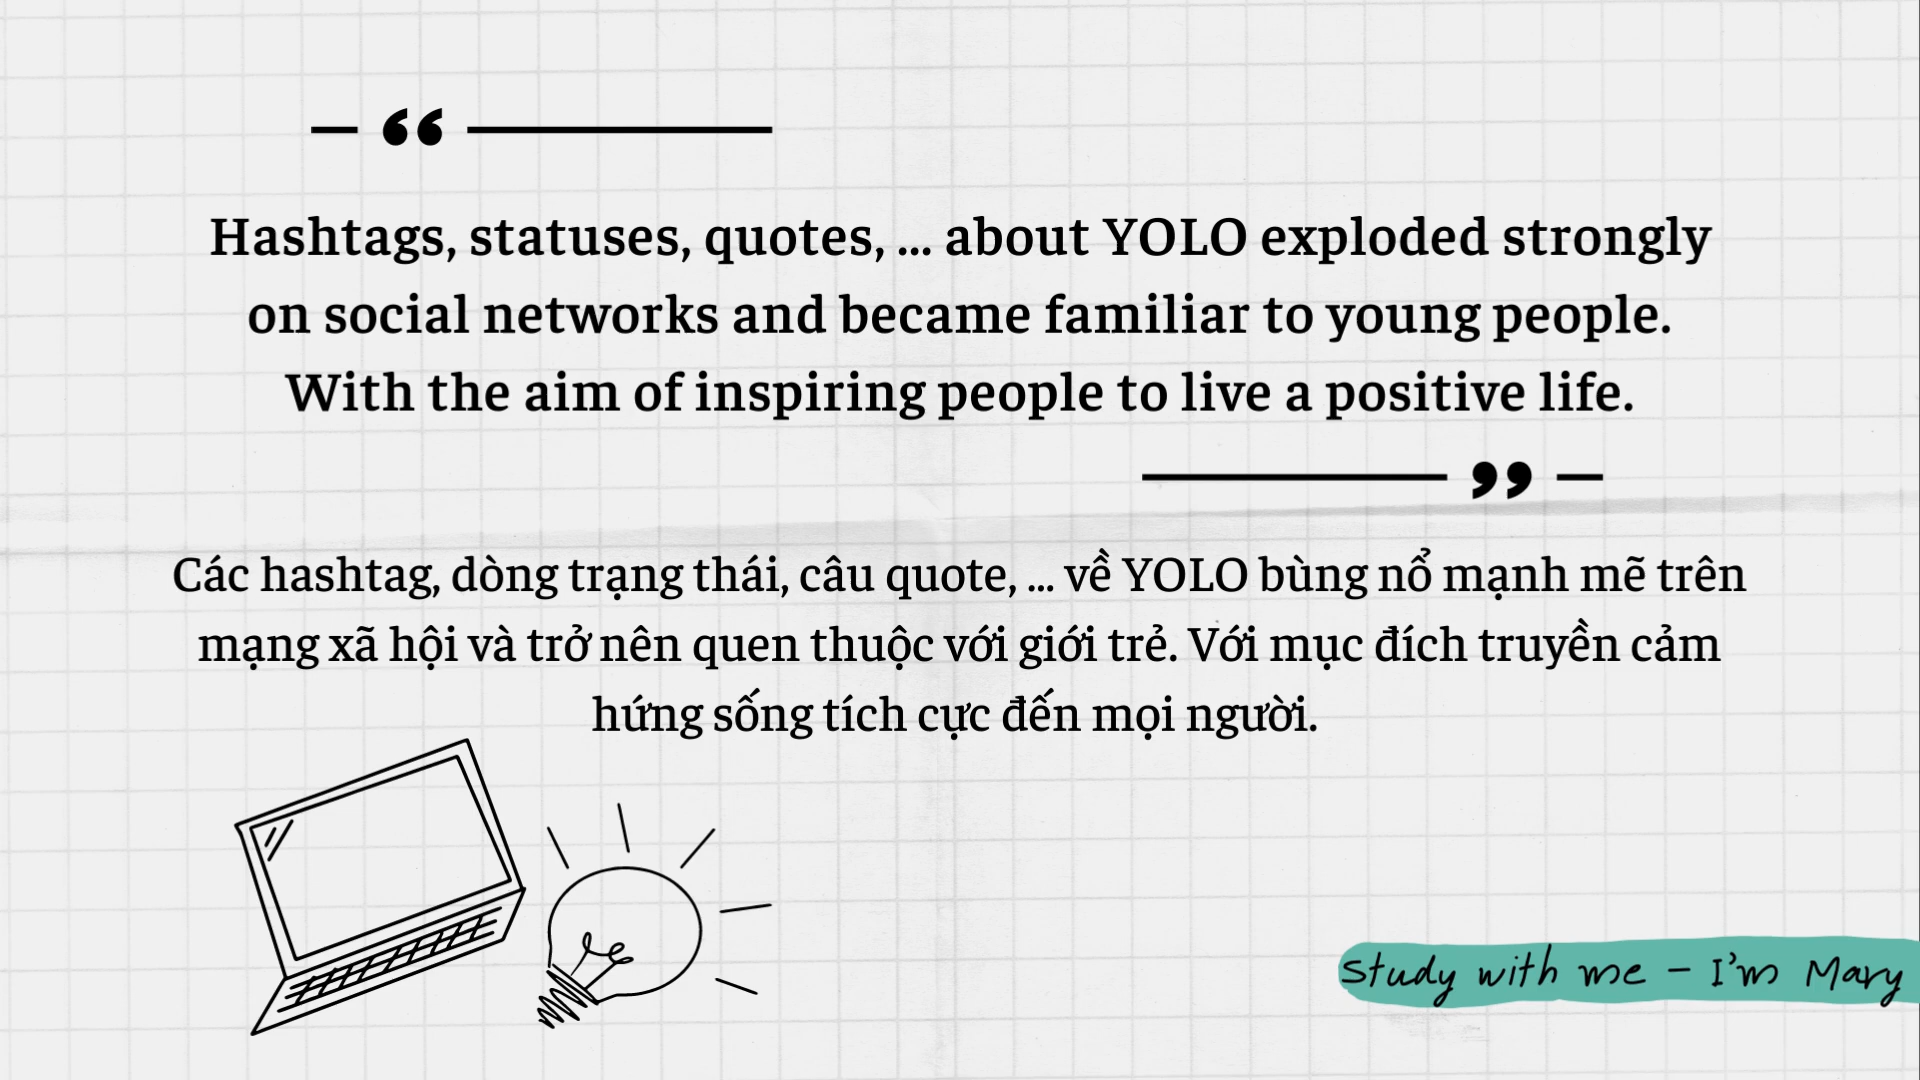 “
Hashtags, statuses, quotes, ... about YOLO exploded strongly
on social networks and became familiar to young people.
With the aim of inspiring people to live a positive life.
”
Các hashtag, dòng trạng thái, câu quote, ... về YOLO bùng nổ mạnh mẽ trên
mạng xã hội và trở nên quen thuộc với giới trẻ. Với mục đích truyền cảm
hứng sống tích cực đến mọi người.
Study with me - I'm Mary